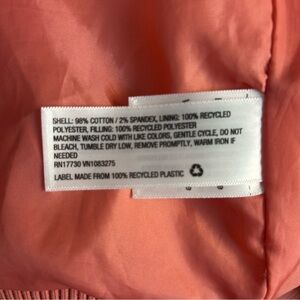 SHELL: 98% COTTON / 2% SPANDEX, LINING: 100% RECYCLED
POLYESTER, FILLING: 100% RECYCLED POLYESTER
MACHINE WASH COLD WITH LIKE COLORS, GENTLE CYCLE, DO NOT
BLEACH, TUMBLE DRY LOW, REMOVE PROMPTLY, WARM IRON IF
NEEDED
RN17730 VN1083275
LABEL MADE FROM 100% RECYCLED PLASTIC